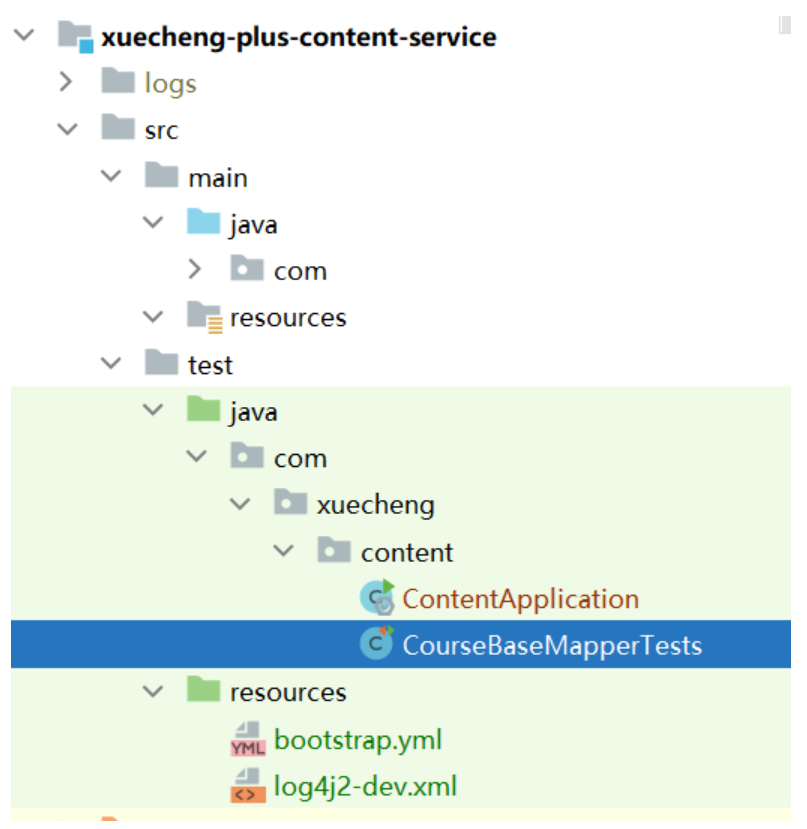 xuecheng-plus-content-service
logs
src
main
java
com
resources
test
java
com
xuecheng
content
ContentApplication
CourseBaseMapperTests
resources
bootstrap.yml
log4j2-dev.xml